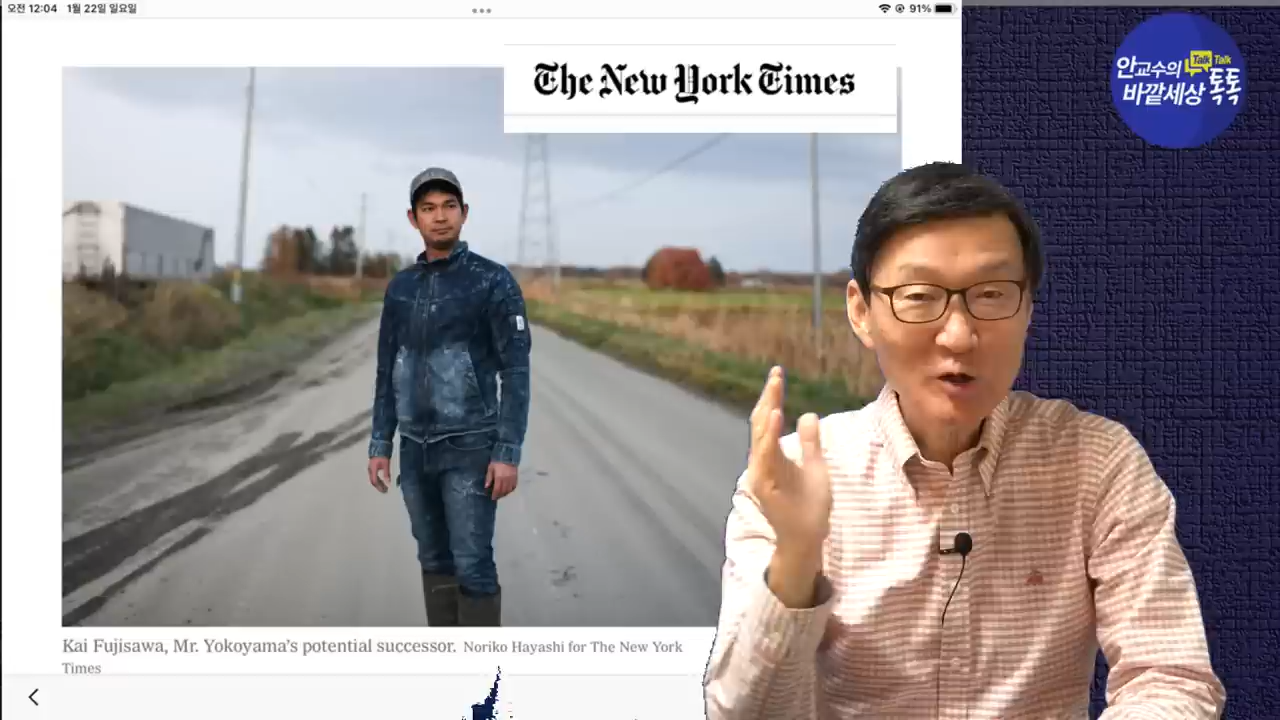 오전 12:04 1월 22일 일요일
91%
The New York Times
안교수의 Talk Talk
바깥세상 톡톡
Kai Fujisawa, Mr. Yokoyama's potential successor. Noriko Hayashi for The New York
Times